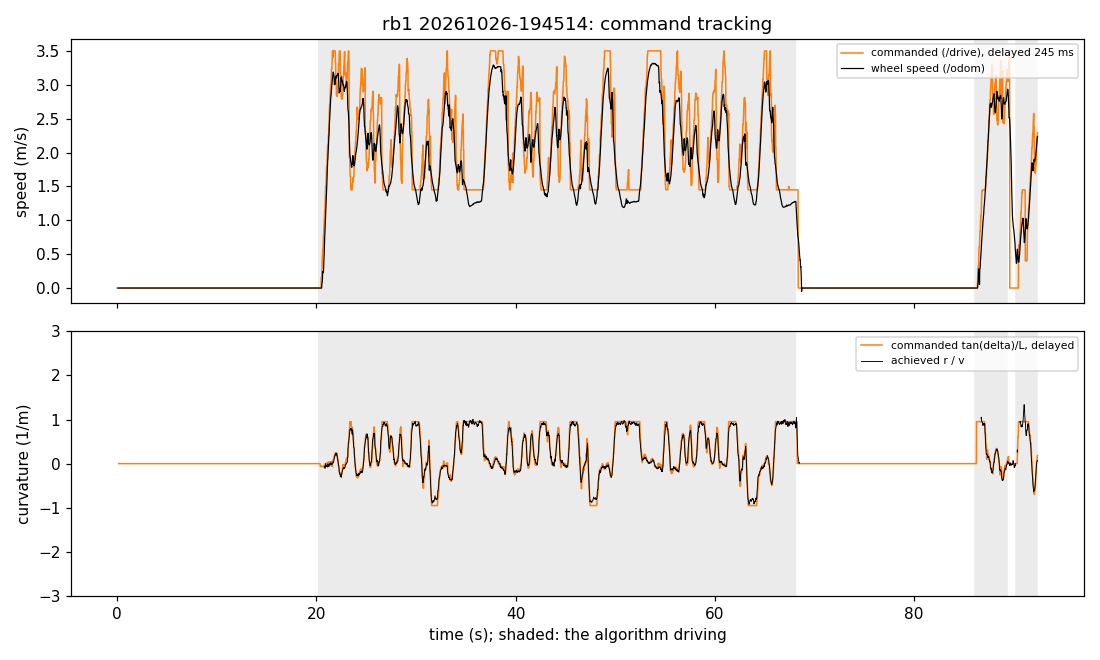 rb1 20261026-194514: command tracking
speed (m/s)
3.5
3.0
2.5
2.0
1.5
1.0
0.5
0.0
commanded (/drive), delayed 245 ms
wheel speed (/odom)
curvature (1/m)
3
2
1
0
−1
−2
−3
commanded tan(delta)/L, delayed
achieved r / v
0 20 40 60 80
time (s); shaded: the algorithm driving